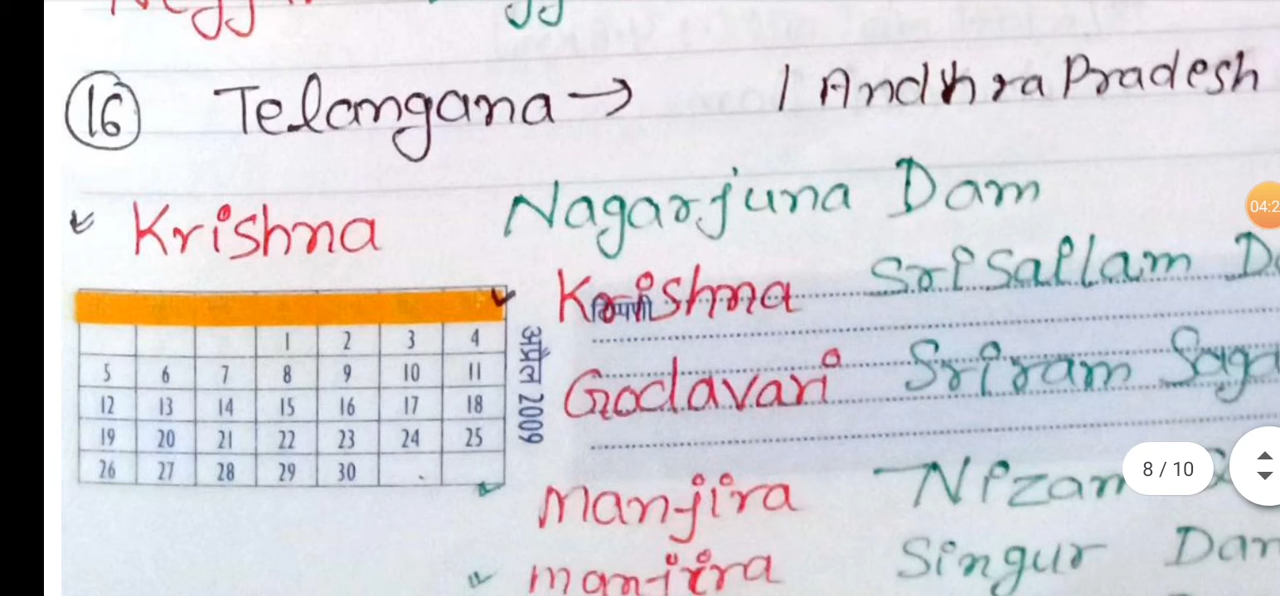 16 Telangana → / Andhra Pradesh
Krishna Nagarjuna Dam
Krishna Srisailam
Godavari Sriram
Manjira
manjira Singur
अप्रैल 2009
1 2 3 4
5 6 7 8 9 10 11
12 13 14 15 16 17 18
19 20 21 22 23 24 25
26 27 28 29 30
8 / 10